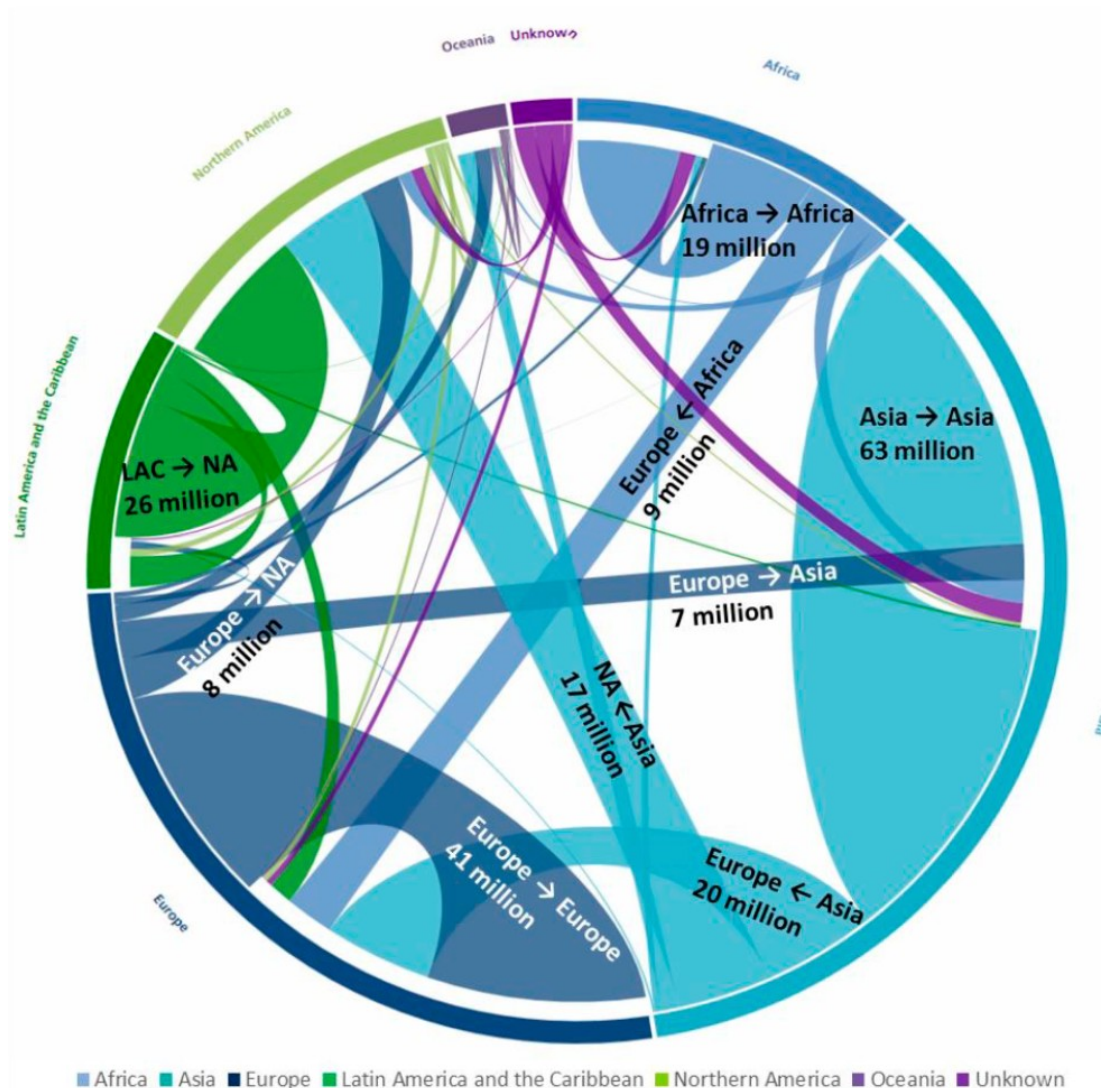 Oceania
Unknown
Africa
Northern America
Africa → Africa
19 million
Latin America and the Caribbean
Europe ← Africa
9 million
Asia → Asia
63 million
LAC → NA
26 million
Europe → Asia
7 million
Europe → NA
8 million
NA ← Asia
17 million
Europe → Europe
41 million
Europe ← Asia
20 million
Europe
Africa Asia Europe Latin America and the Caribbean Northern America Oceania Unknown